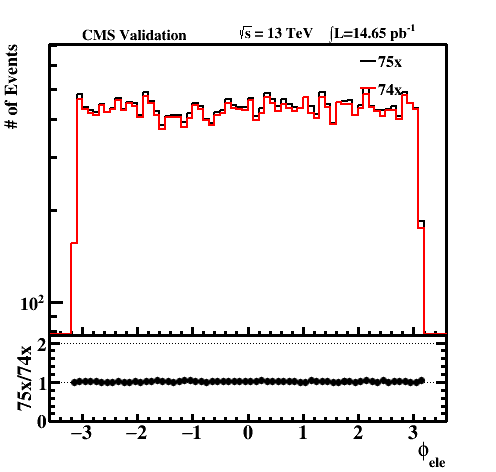 CMS Validation √s = 13 TeV ∫L=14.65 pb⁻¹
75x
74x
# of Events
10²
75x/74x
2
1
0
−3 −2 −1 0 1 2 3
ϕele